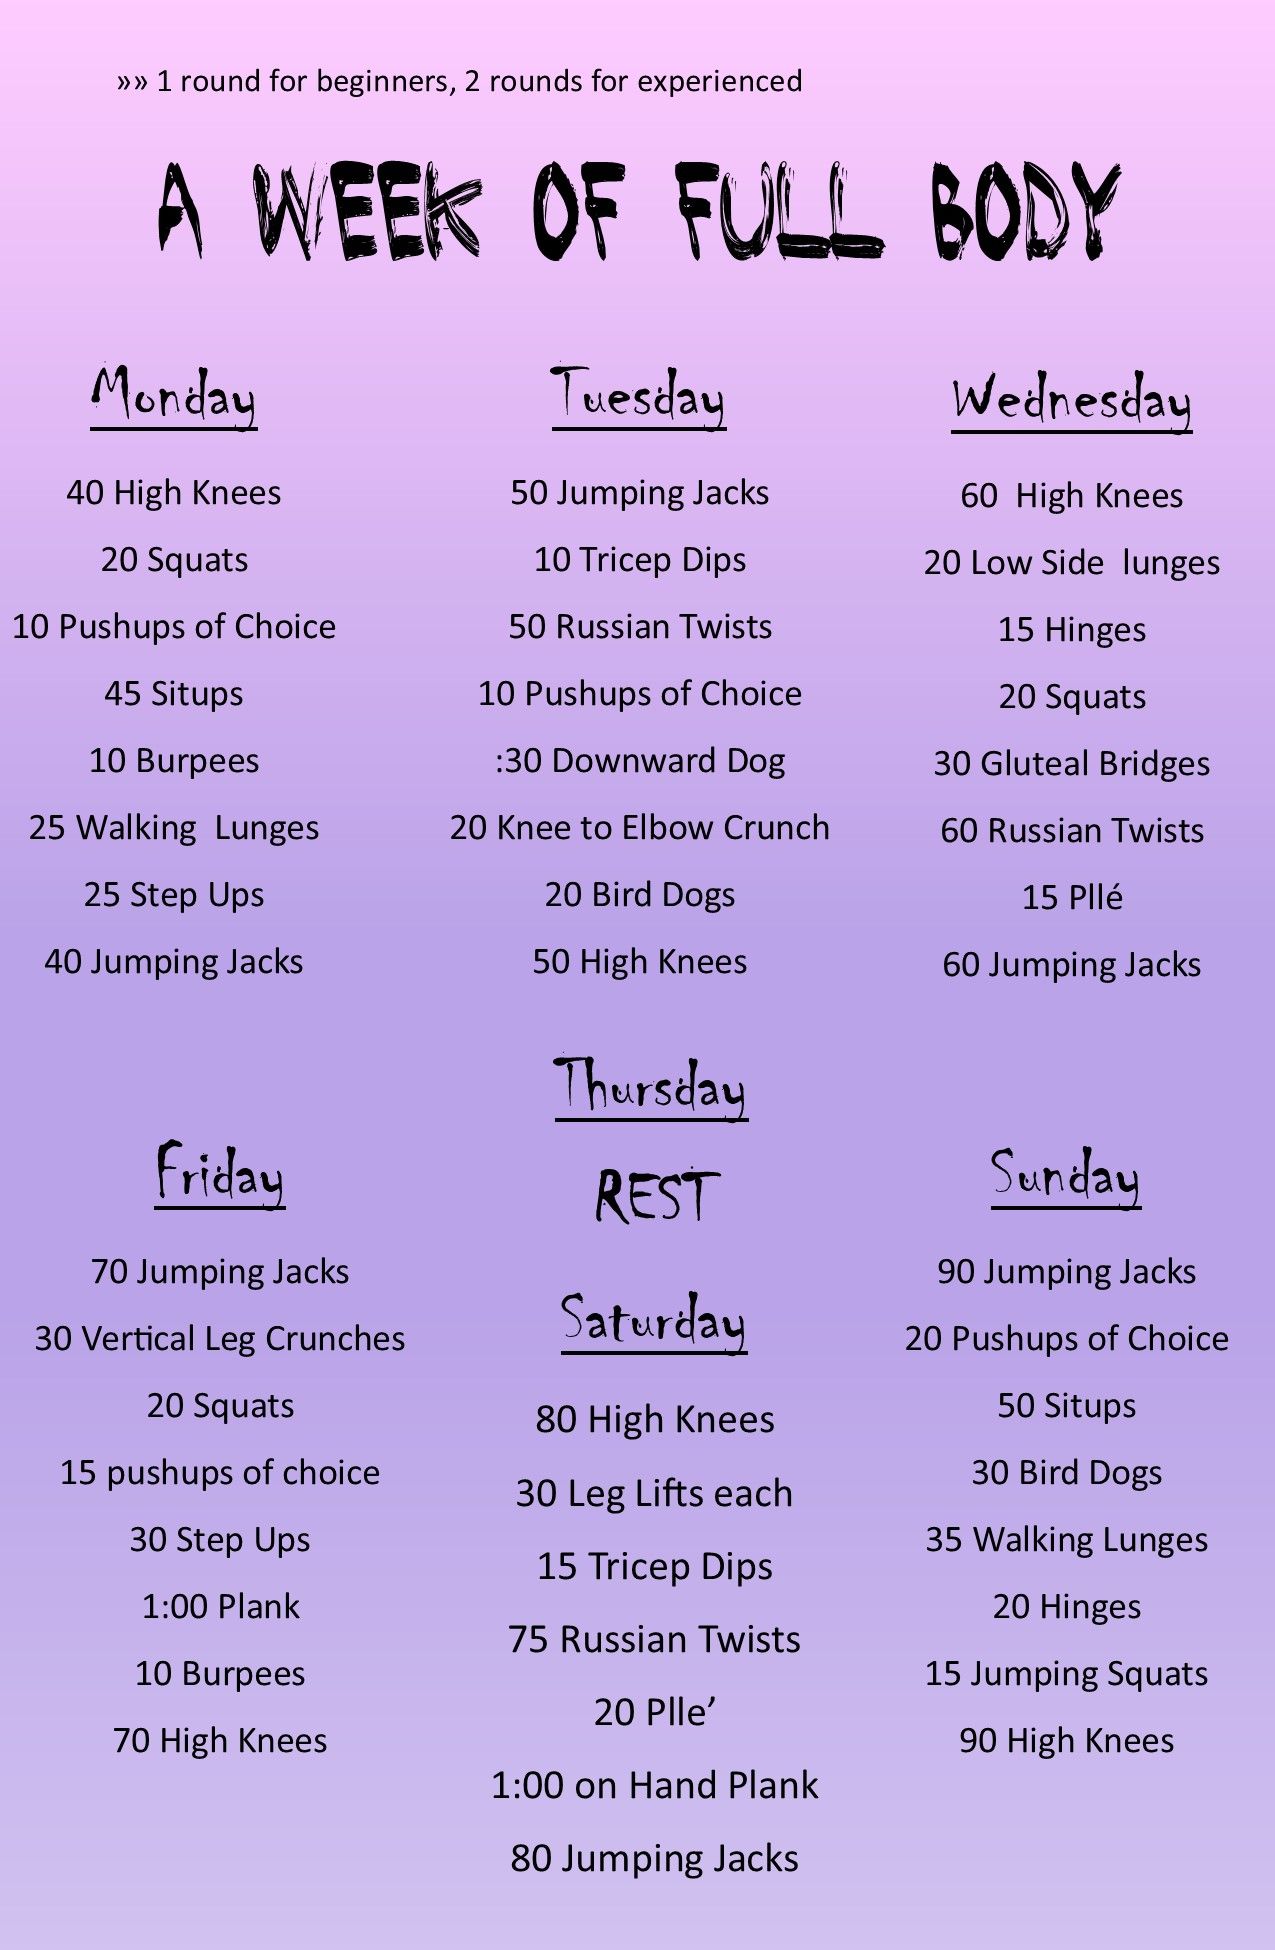 »» 1 round for beginners, 2 rounds for experienced
A WEEK OF FULL BODY
Monday
40 High Knees
20 Squats
10 Pushups of Choice
45 Situps
10 Burpees
25 Walking  Lunges
25 Step Ups
40 Jumping Jacks
Tuesday
50 Jumping Jacks
10 Tricep Dips
50 Russian Twists
10 Pushups of Choice
:30 Downward Dog
20 Knee to Elbow Crunch
20 Bird Dogs
50 High Knees
Wednesday
60  High Knees
20 Low Side  lunges
15 Hinges
20 Squats
30 Gluteal Bridges
60 Russian Twists
15 Pllé
60 Jumping Jacks
Thursday
REST
Friday
70 Jumping Jacks
30 Vertical Leg Crunches
20 Squats
15 pushups of choice
30 Step Ups
1:00 Plank
10 Burpees
70 High Knees
Saturday
80 High Knees
30 Leg Lifts each
15 Tricep Dips
75 Russian Twists
20 Plle’
1:00 on Hand Plank
80 Jumping Jacks
Sunday
90 Jumping Jacks
20 Pushups of Choice
50 Situps
30 Bird Dogs
35 Walking Lunges
20 Hinges
15 Jumping Squats
90 High Knees